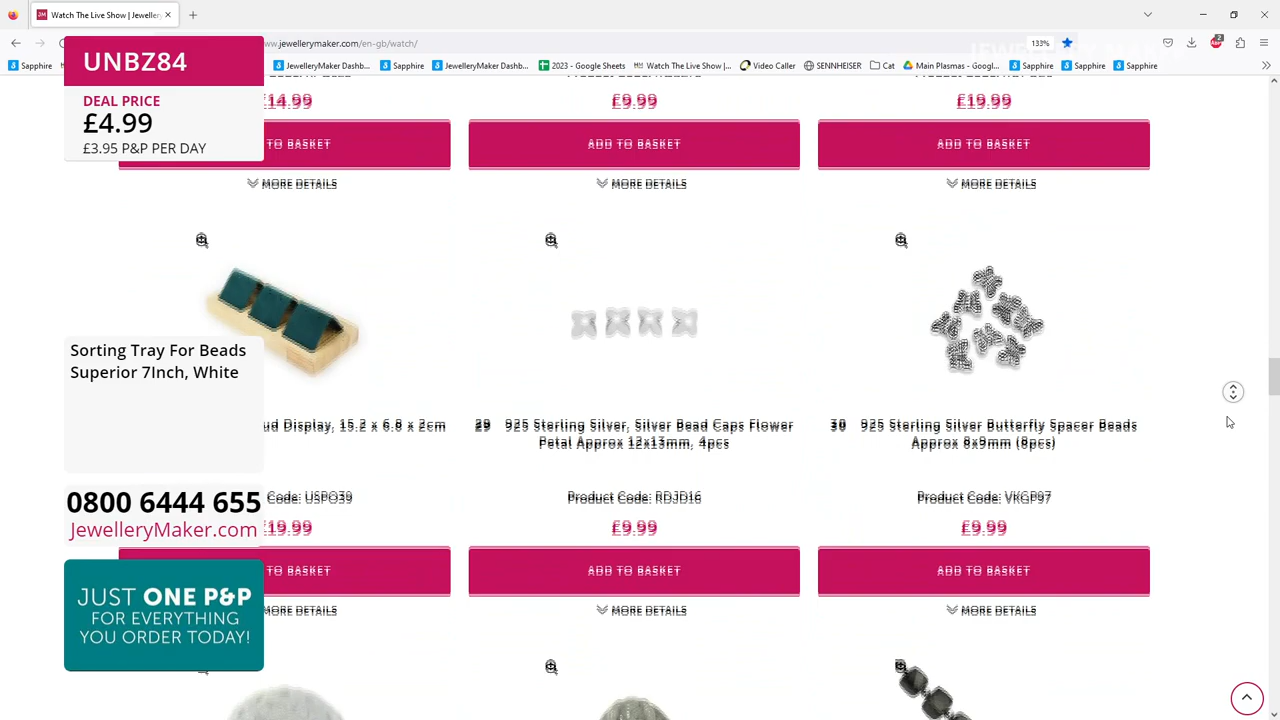 Watch The Live Show | Jeweller
ww.jewellerymaker.com/en-gb/watch/
133%
2
Sapphire
JewelleryMaker Dashb...
Sapphire
JewelleryMaker Dashb...
2023 - Google Sheets
Watch The Live Show |...
Video Caller
SENNHEISER
Cat
Main Plasmas - Googl...
Sapphire
Sapphire
Sapphire
UNBZ84
DEAL PRICE
£4.99
£3.95 P&P PER DAY
£14.99
£9.99
£19.99
TO BASKET
ADD TO BASKET
ADD TO BASKET
MORE DETAILS
MORE DETAILS
MORE DETAILS
Sorting Tray For Beads
Superior 7Inch, White
ud Display, 15.2 x 6.8 x 2cm
29 925 Sterling Silver, Silver Bead Caps Flower
Petal Approx 12x13mm, 4pcs
30 925 Sterling Silver Butterfly Spacer Beads
Approx 8x9mm (8pcs)
Code: USPO39
Product Code: RDJD16
Product Code: VKGP97
0800 6444 655
JewelleryMaker.com
£19.99
£9.99
£9.99
TO BASKET
ADD TO BASKET
ADD TO BASKET
JUST ONE P&P
FOR EVERYTHING
YOU ORDER TODAY!
MORE DETAILS
MORE DETAILS
MORE DETAILS